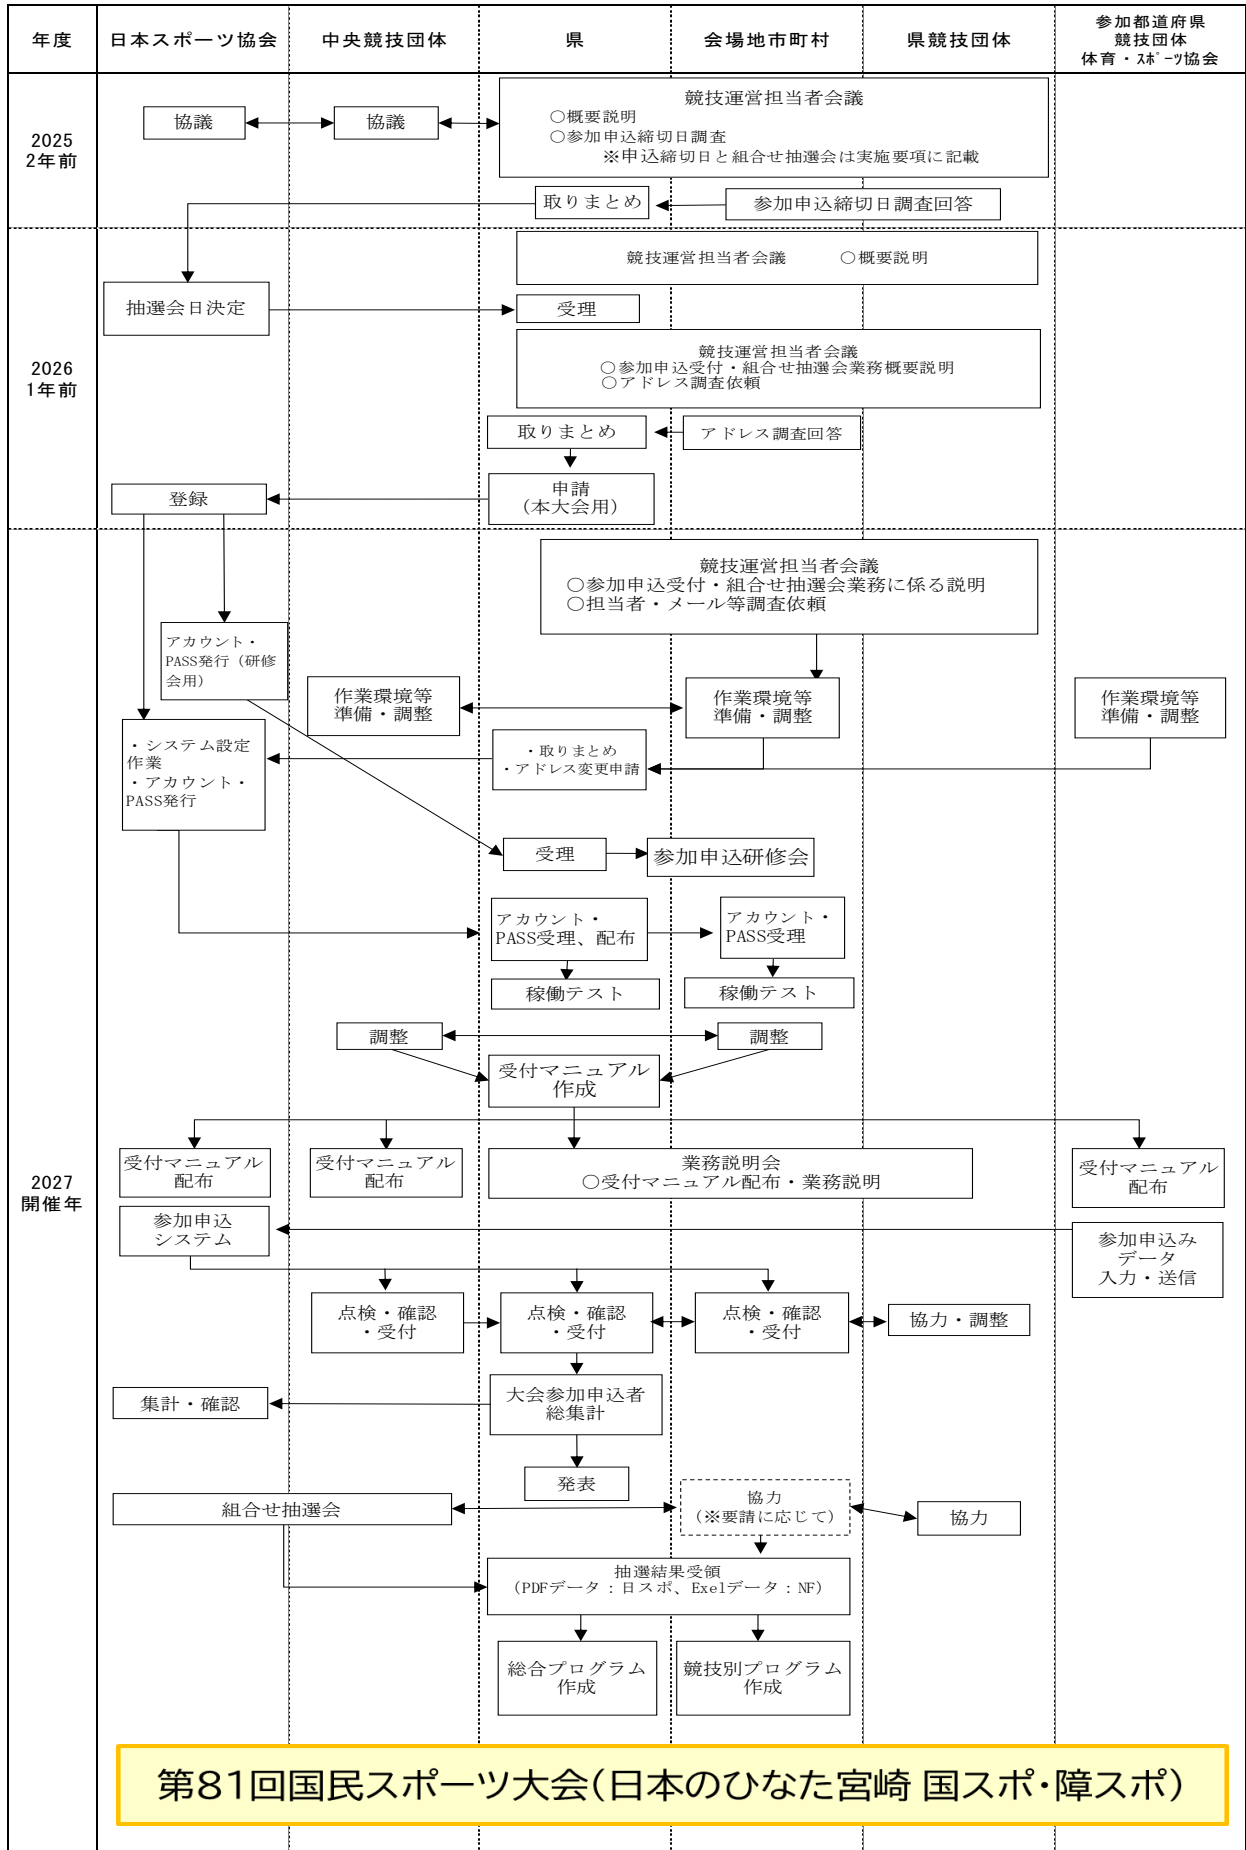 年度
日本スポーツ協会
中央競技団体
県
会場地市町村
県競技団体
参加都道府県
競技団体
体育・ｽﾎﾟｰﾂ協会
2025
2年前
協議
協議
競技運営担当者会議
○概要説明
○参加申込締切日調査
※申込締切日と組合せ抽選会は実施要項に記載
取りまとめ
参加申込締切日調査回答
2026
1年前
競技運営担当者会議　　○概要説明
抽選会日決定
受理
競技運営担当者会議
○参加申込受付・組合せ抽選会業務概要説明
○アドレス調査依頼
取りまとめ
アドレス調査回答
登録
申請
（本大会用）
2027
開催年
競技運営担当者会議
○参加申込受付・組合せ抽選会業務に係る説明
○担当者・メール等調査依頼
アカウント・
PASS発行（研修
会用）
作業環境等
準備・調整
作業環境等
準備・調整
作業環境等
準備・調整
・システム設定
作業
・アカウント・
PASS発行
・取りまとめ
・アドレス変更申請
受理
参加申込研修会
アカウント・
PASS受理、配布
アカウント・
PASS受理
稼働テスト
稼働テスト
調整
調整
受付マニュアル
作成
受付マニュアル
配布
受付マニュアル
配布
業務説明会
○受付マニュアル配布・業務説明
受付マニュアル
配布
参加申込
システム
参加申込み
データ
入力・送信
点検・確認
・受付
点検・確認
・受付
点検・確認
・受付
協力・調整
集計・確認
大会参加申込者
総集計
発表
組合せ抽選会
協力
（※要請に応じて）
協力
抽選結果受領
（PDFデータ：日スポ、Exelデータ：NF）
総合プログラム
作成
競技別プログラム
作成
第81回国民スポーツ大会（日本のひなた宮崎 国スポ・障スポ）